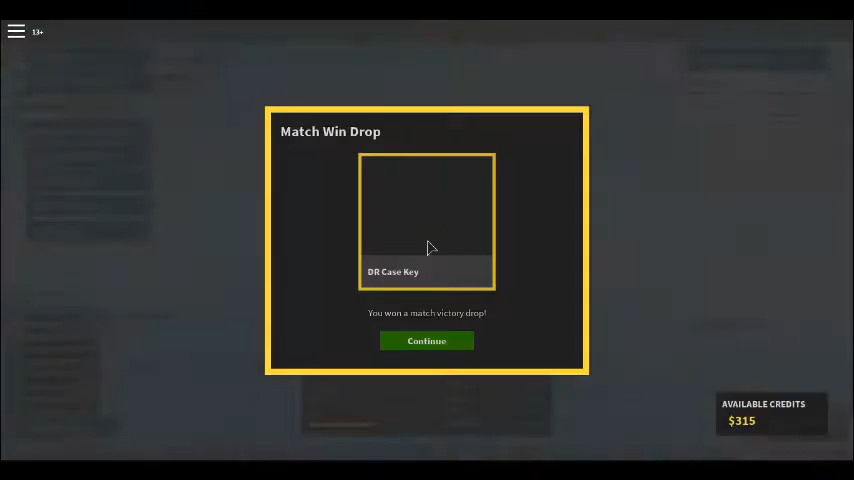 13+
Match Win Drop
DR Case Key
You won a match victory drop!
Continue
AVAILABLE CREDITS
$315